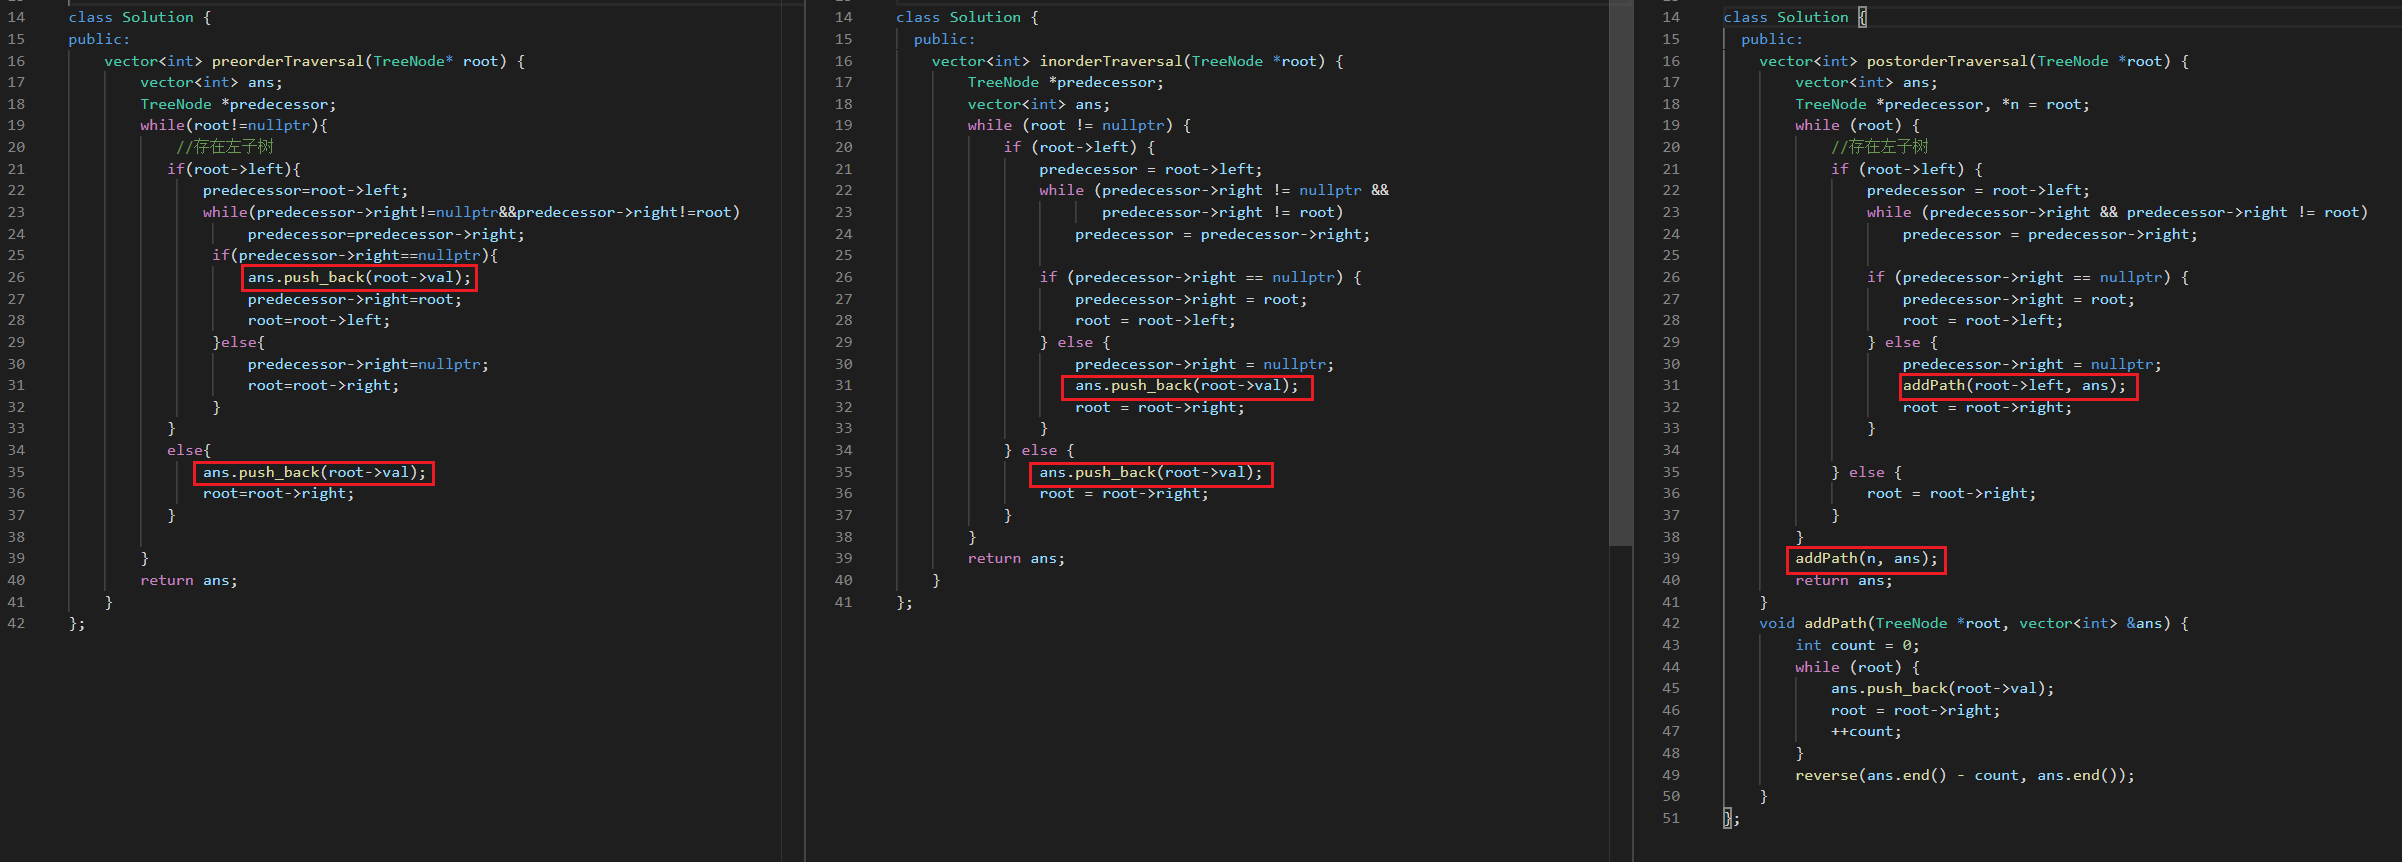 14 class Solution {
15 public:
16 vector<int> preorderTraversal(TreeNode* root) {
17 vector<int> ans;
18 TreeNode *predecessor;
19 while(root!=nullptr){
20 //存在左子树
21 if(root->left){
22 predecessor=root->left;
23 while(predecessor->right!=nullptr&&predecessor->right!=root)
24 predecessor=predecessor->right;
25 if(predecessor->right==nullptr){
26 ans.push_back(root->val);
27 predecessor->right=root;
28 root=root->left;
29 }else{
30 predecessor->right=nullptr;
31 root=root->right;
32 }
33 }
34 else{
35 ans.push_back(root->val);
36 root=root->right;
37 }
38
39 }
40 return ans;
41 }
42 };
14 class Solution {
15 public:
16 vector<int> inorderTraversal(TreeNode *root) {
17 TreeNode *predecessor;
18 vector<int> ans;
19 while (root != nullptr) {
20 if (root->left) {
21 predecessor = root->left;
22 while (predecessor->right != nullptr &&
23 predecessor->right != root)
24 predecessor = predecessor->right;
25
26 if (predecessor->right == nullptr) {
27 predecessor->right = root;
28 root = root->left;
29 } else {
30 predecessor->right = nullptr;
31 ans.push_back(root->val);
32 root = root->right;
33 }
34 } else {
35 ans.push_back(root->val);
36 root = root->right;
37 }
38 }
39 return ans;
40 }
41 };
14 class Solution {
15 public:
16 vector<int> postorderTraversal(TreeNode *root) {
17 vector<int> ans;
18 TreeNode *predecessor, *n = root;
19 while (root) {
20 //存在左子树
21 if (root->left) {
22 predecessor = root->left;
23 while (predecessor->right && predecessor->right != root)
24 predecessor = predecessor->right;
25
26 if (predecessor->right == nullptr) {
27 predecessor->right = root;
28 root = root->left;
29 } else {
30 predecessor->right = nullptr;
31 addPath(root->left, ans);
32 root = root->right;
33 }
34
35 } else {
36 root = root->right;
37 }
38 }
39 addPath(n, ans);
40 return ans;
41 }
42 void addPath(TreeNode *root, vector<int> &ans) {
43 int count = 0;
44 while (root) {
45 ans.push_back(root->val);
46 root = root->right;
47 ++count;
48 }
49 reverse(ans.end() - count, ans.end());
50 }
51 };